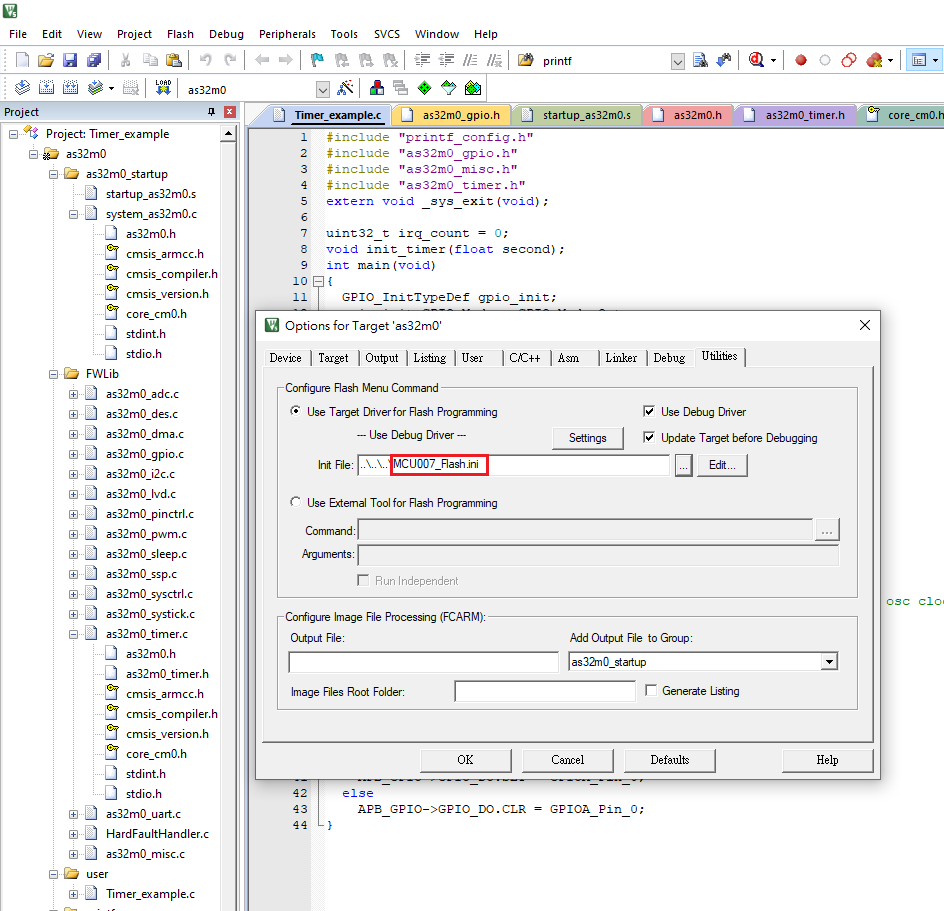 File Edit View Project Flash Debug Peripherals Tools SVCS Window Help
printf
LOAD
as32m0
Project
Project: Timer_example
as32m0
as32m0_startup
startup_as32m0.s
system_as32m0.c
as32m0.h
cmsis_armcc.h
cmsis_compiler.h
cmsis_version.h
core_cm0.h
stdint.h
stdio.h
FWLib
as32m0_adc.c
as32m0_des.c
as32m0_dma.c
as32m0_gpio.c
as32m0_i2c.c
as32m0_lvd.c
as32m0_pinctrl.c
as32m0_pwm.c
as32m0_sleep.c
as32m0_ssp.c
as32m0_sysctrl.c
as32m0_systick.c
as32m0_timer.c
as32m0.h
as32m0_timer.h
cmsis_armcc.h
cmsis_compiler.h
cmsis_version.h
core_cm0.h
stdint.h
stdio.h
as32m0_uart.c
HardFaultHandler.c
as32m0_misc.c
user
Timer_example.c
Timer_example.c as32m0_gpio.h startup_as32m0.s as32m0.h as32m0_timer.h core_cm0.h
1 #include "printf_config.h"
2 #include "as32m0_gpio.h"
3 #include "as32m0_misc.h"
4 #include "as32m0_timer.h"
5 extern void _sys_exit(void);
6
7 uint32_t irq_count = 0;
8 void init_timer(float second);
9 int main(void)
10 {
11 GPIO_InitTypeDef gpio_init;
Options for Target 'as32m0'
Device Target Output Listing User C/C++ Asm Linker Debug Utilities
Configure Flash Menu Command
Use Target Driver for Flash Programming
Use Debug Driver
--- Use Debug Driver ---
Settings
Update Target before Debugging
Init File: ..\..\..\MCU007_Flash.ini ... Edit...
Use External Tool for Flash Programming
Command: ...
Arguments:
Run Independent
Configure Image File Processing (FCARM):
Output File:
Add Output File to Group:
as32m0_startup
Image Files Root Folder:
Generate Listing
OK Cancel Defaults Help
osc cloc
42 else
43 APB_GPIO->GPIO_DO.CLR = GPIOA_Pin_0;
44 }